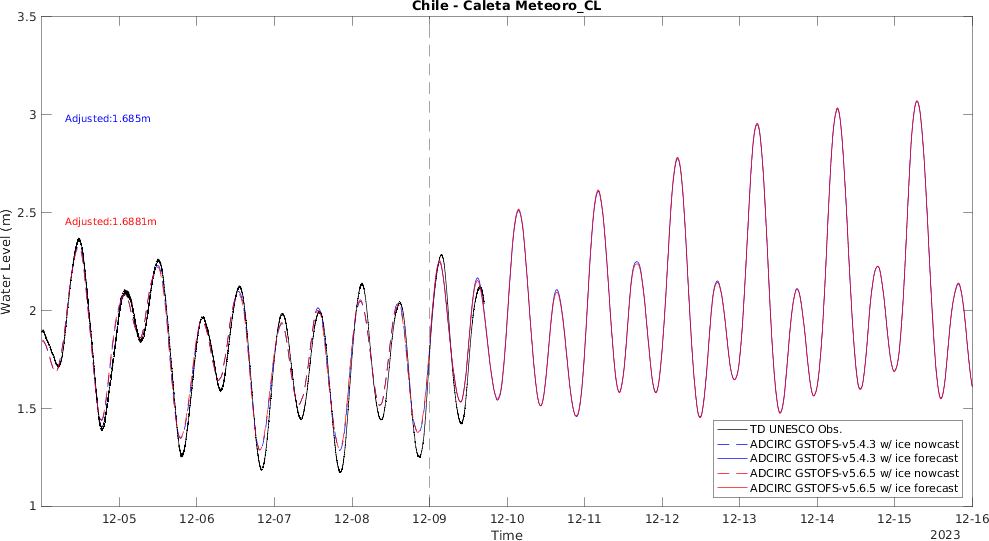 Chile - Caleta Meteoro_CL
3.5
3
2.5
2
1.5
1
Water Level (m)
Adjusted:1.685m
Adjusted:1.6881m
TD UNESCO Obs.
ADCIRC GSTOFS-v5.4.3 w/ ice nowcast
ADCIRC GSTOFS-v5.4.3 w/ ice forecast
ADCIRC GSTOFS-v5.6.5 w/ ice nowcast
ADCIRC GSTOFS-v5.6.5 w/ ice forecast
12-05 12-06 12-07 12-08 12-09 12-10 12-11 12-12 12-13 12-14 12-15 12-16
Time
2023